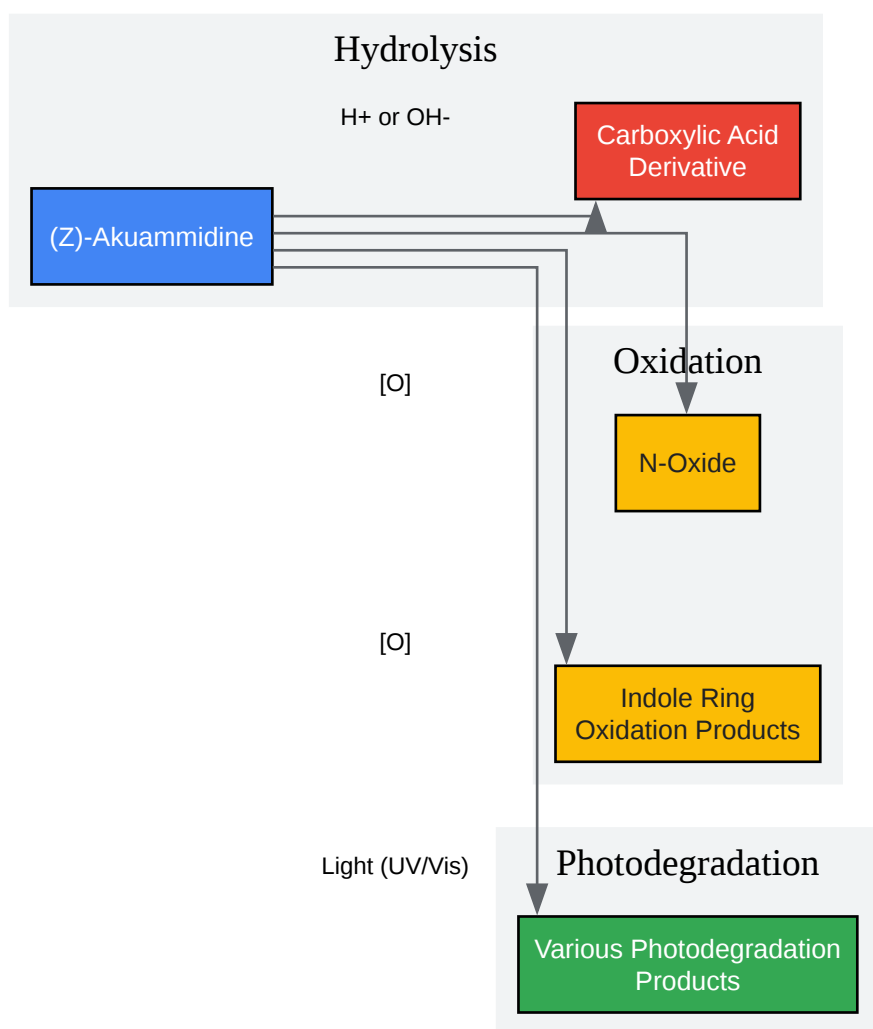 Hydrolysis
H+ or OH-
Carboxylic Acid
Derivative
(Z)-Akuammidine
Oxidation
[O]
N-Oxide
[O]
Indole Ring
Oxidation Products
Photodegradation
Light (UV/Vis)
Various Photodegradation
Products